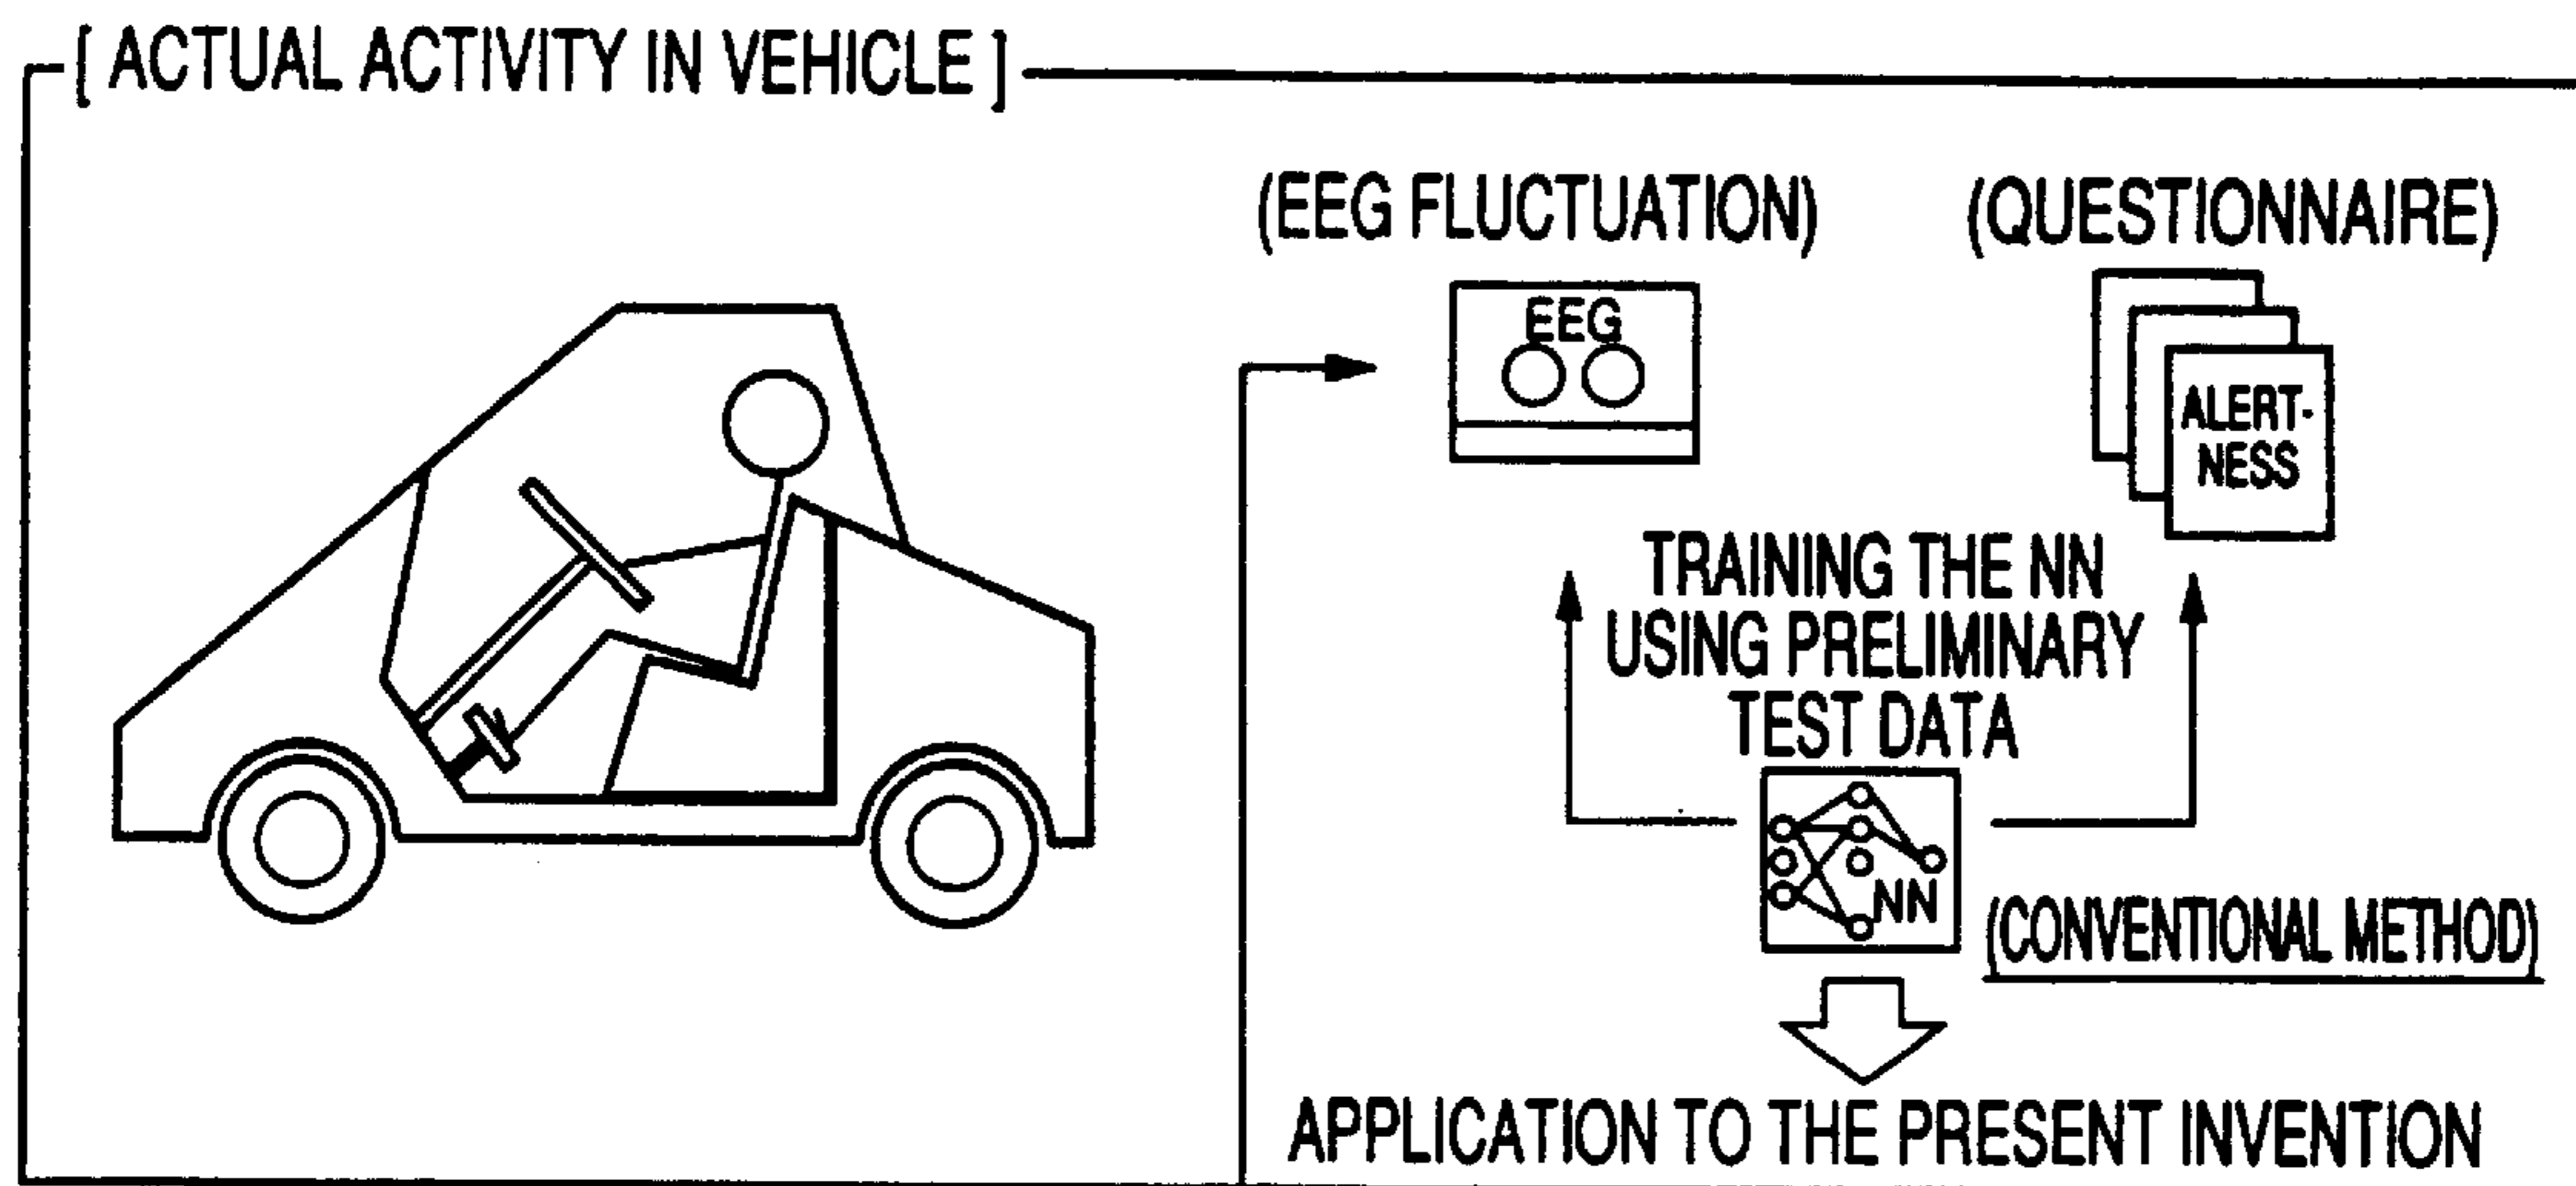 [ ACTUAL ACTIVITY IN VEHICLE ]
(EEG FLUCTUATION)
(QUESTIONNAIRE)
EEG
ALERT-
NESS
TRAINING THE NN
USING PRELIMINARY
TEST DATA
NN
(CONVENTIONAL METHOD)
APPLICATION TO THE PRESENT INVENTION